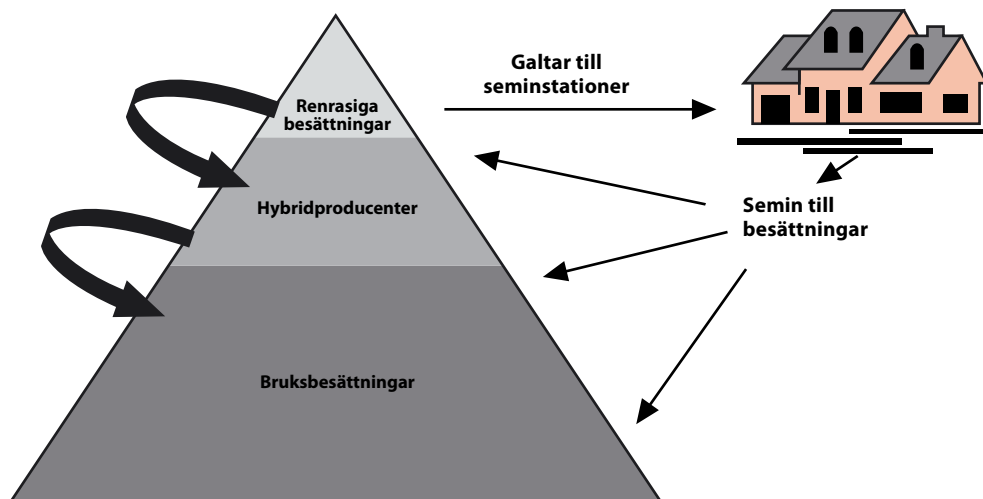 Galtar till
seminstationer
Renrasiga
besättningar
Hybridproducenter
Semin till
besättningar
Bruksbesättningar